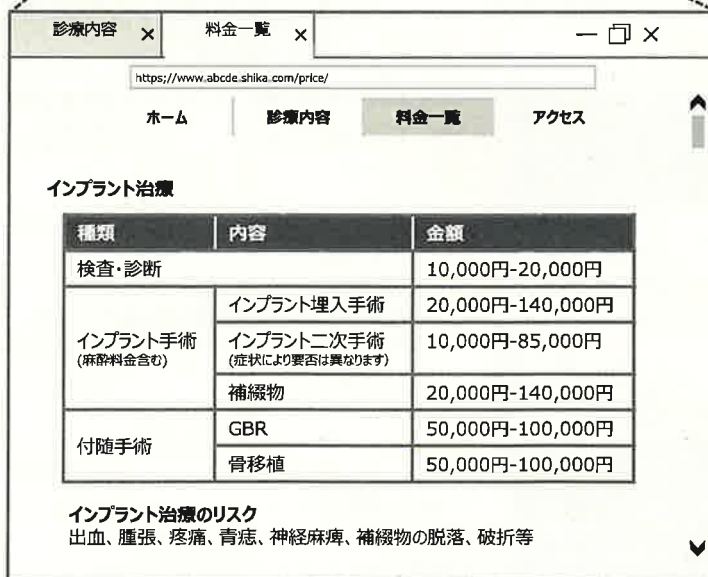 診療内容 × 料金一覧 ×
https://www.abcde.shika.com/price/
ホーム 診療内容 料金一覧 アクセス
インプラント治療
種類 内容 金額
検査・診断 10,000円-20,000円
インプラント埋入手術 20,000円-140,000円
インプラント手術 インプラント二次手術 10,000円-85,000円
(麻酔料金含む) (症状により要否は異なります)
補綴物 20,000円-140,000円
付随手術 GBR 50,000円-100,000円
骨移植 50,000円-100,000円
インプラント治療のリスク
出血、腫張、疼痛、青痣、神経麻痺、補綴物の脱落、破折等